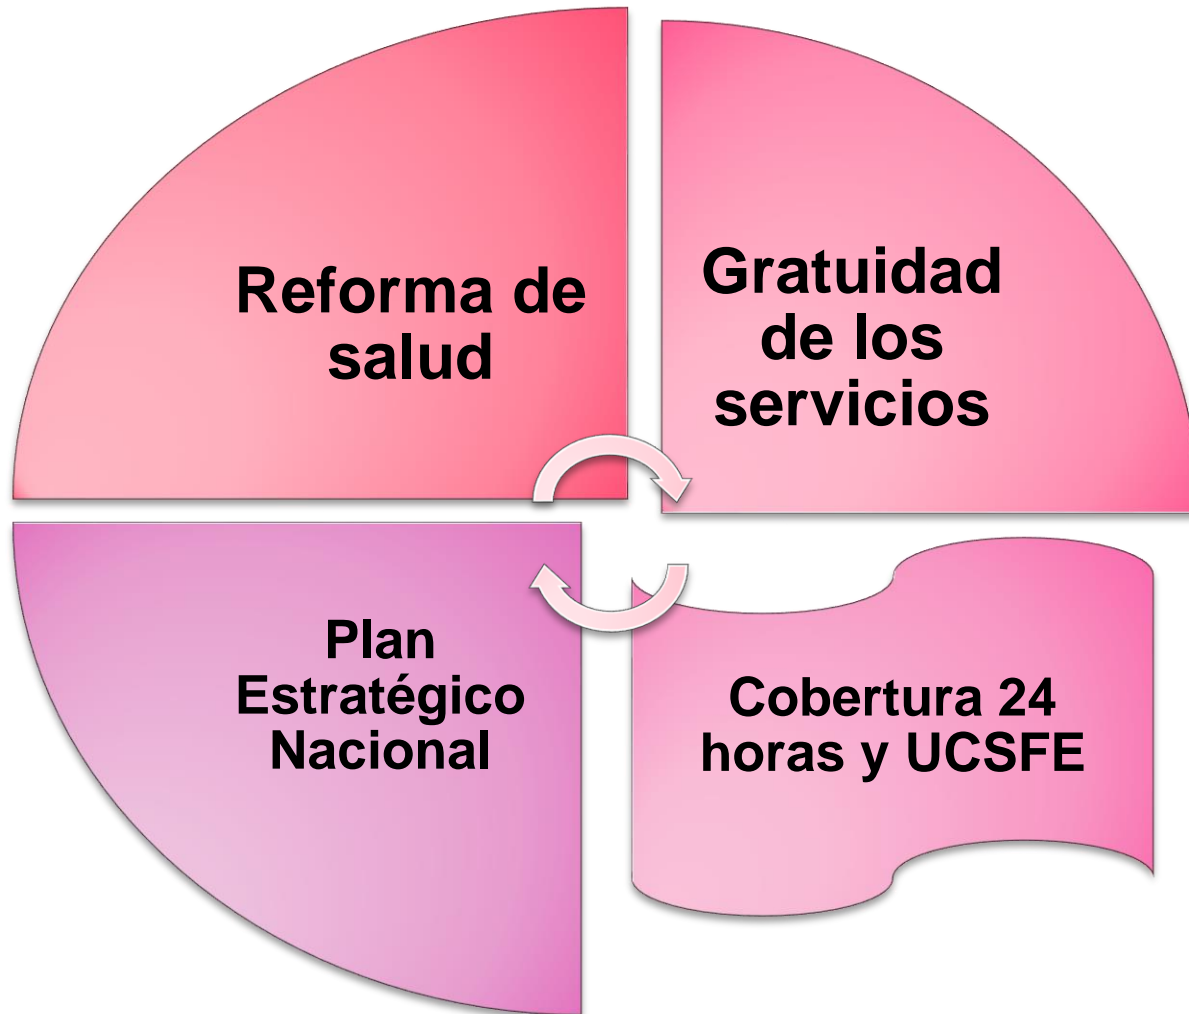 Reforma de
salud
Gratuidad
de los
servicios
Plan
Estratégico
Nacional
Cobertura 24
horas y UCSFE